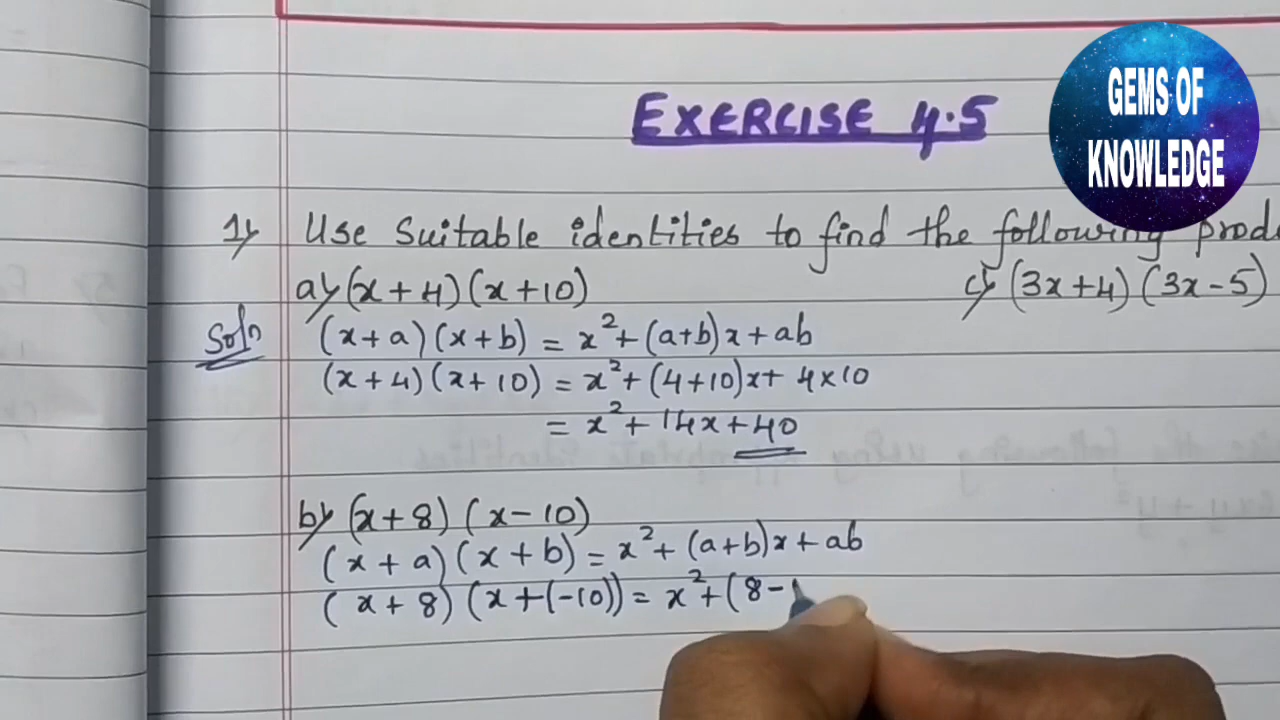 EXERCISE 4.5
GEMS OF
KNOWLEDGE
1) Use suitable identities to find the following produ
a) (x+4)(x+10) c) (3x+4)(3x-5)
Soln (x+a)(x+b) = x²+(a+b)x+ab
(x+4)(x+10) = x²+(4+10)x+ 4×10
= x²+14x+40
b) (x+8)(x-10)
(x+a)(x+b) = x²+(a+b)x+ab
(x+8)(x+(-10)) = x²+(8-